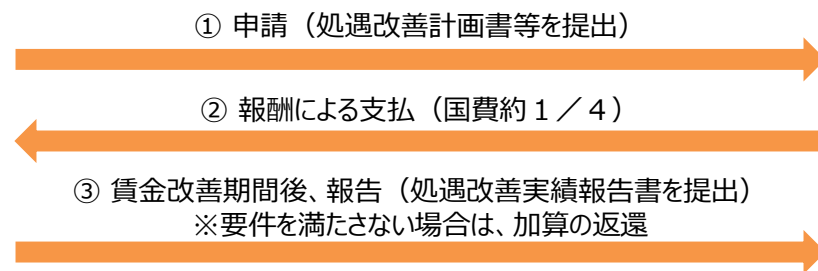 ① 申請（処遇改善計画書等を提出）
② 報酬による支払（国費約１／４）
③ 賃金改善期間後、報告（処遇改善実績報告書を提出）
※要件を満たさない場合は、加算の返還